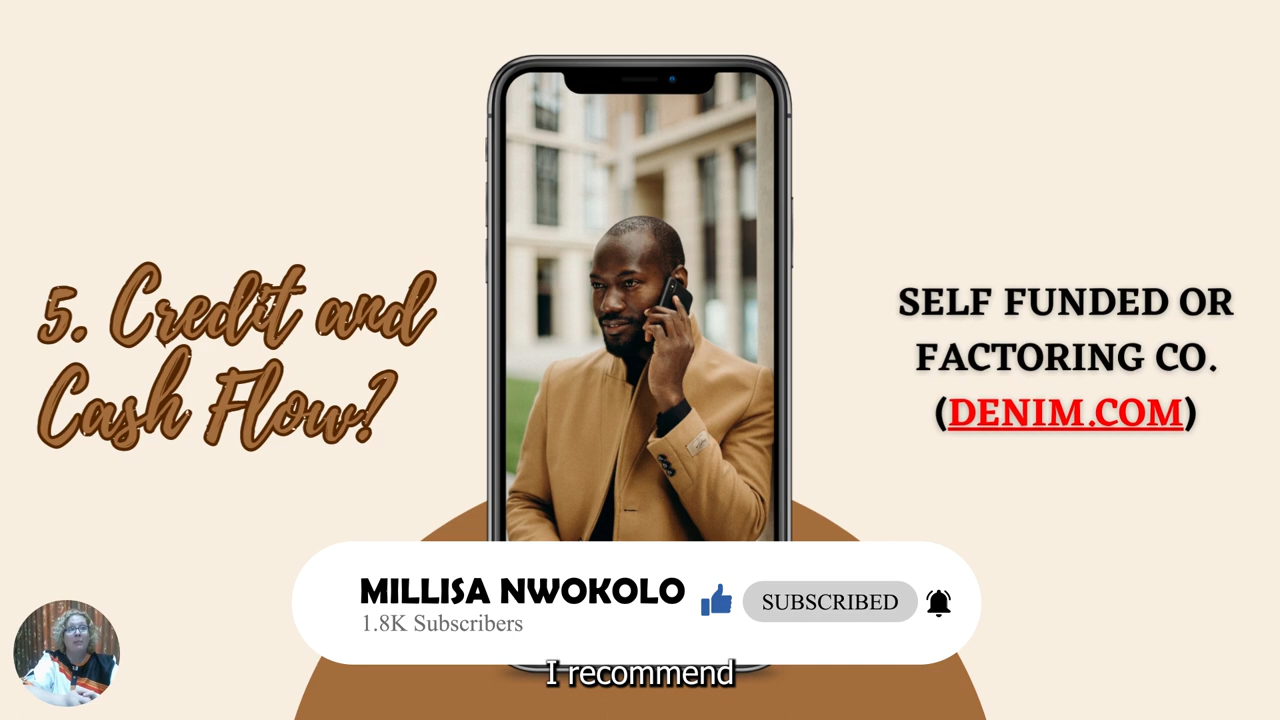 5. Credit and
Cash Flow?
SELF FUNDED OR
FACTORING CO.
(DENIM.COM)
MILLISA NWOKOLO
1.8K Subscribers
SUBSCRIBED
I recommend